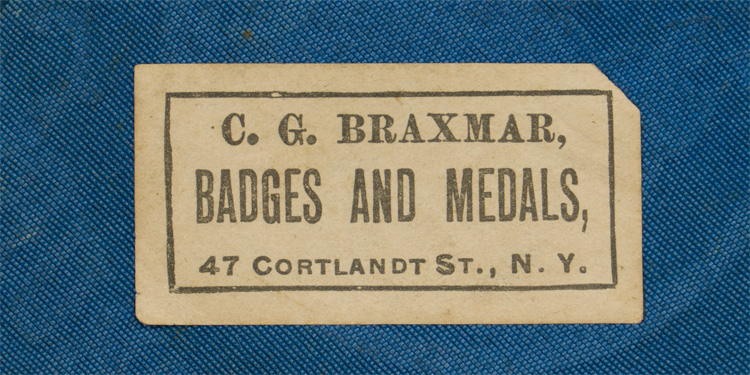 C. G. BRAXMAR,
BADGES AND MEDALS,
47 CORTLANDT ST., N. Y.